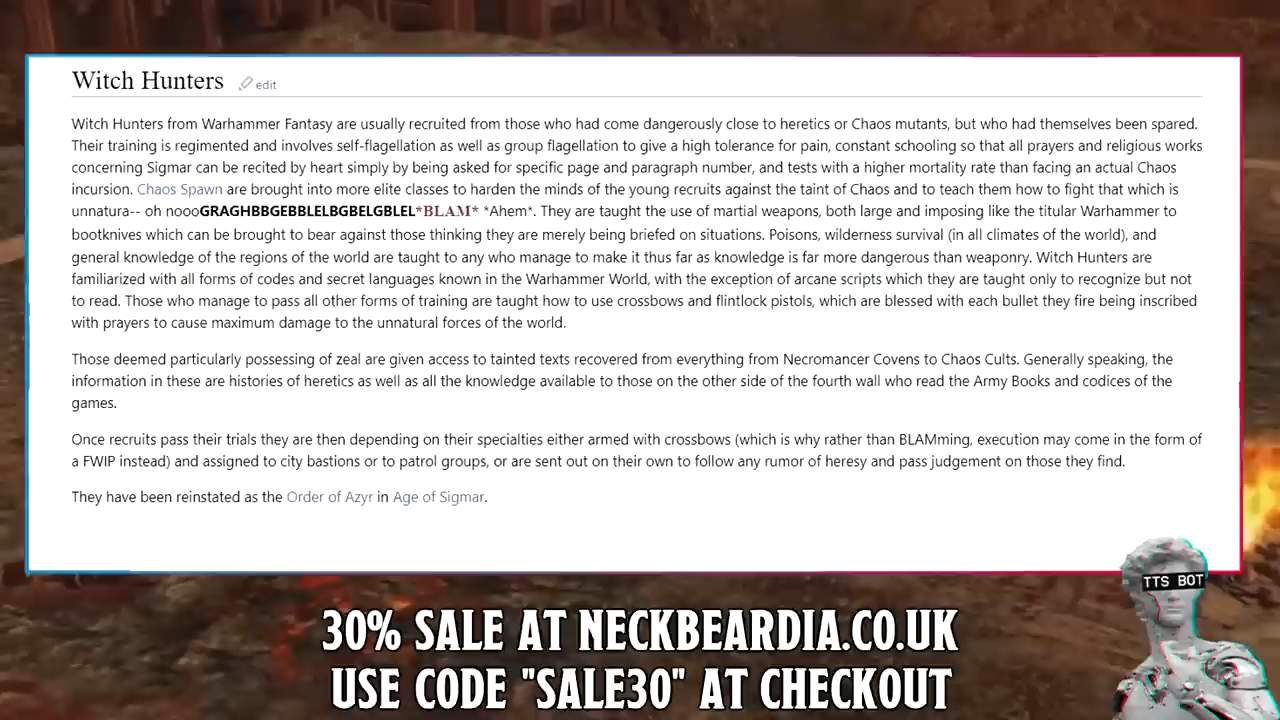 Witch Hunters edit
Witch Hunters from Warhammer Fantasy are usually recruited from those who had come dangerously close to heretics or Chaos mutants, but who had themselves been spared.
Their training is regimented and involves self-flagellation as well as group flagellation to give a high tolerance for pain, constant schooling so that all prayers and religious works
concerning Sigmar can be recited by heart simply by being asked for specific page and paragraph number, and tests with a higher mortality rate than facing an actual Chaos
incursion. Chaos Spawn are brought into more elite classes to harden the minds of the young recruits against the taint of Chaos and to teach them how to fight that which is
unnatura-- oh noooGRAGHBBGEBBLELBGBELGBLEL*BLAM* *Ahem*. They are taught the use of martial weapons, both large and imposing like the titular Warhammer to
bootknives which can be brought to bear against those thinking they are merely being briefed on situations. Poisons, wilderness survival (in all climates of the world), and
general knowledge of the regions of the world are taught to any who manage to make it thus far as knowledge is far more dangerous than weaponry. Witch Hunters are
familiarized with all forms of codes and secret languages known in the Warhammer World, with the exception of arcane scripts which they are taught only to recognize but not
to read. Those who manage to pass all other forms of training are taught how to use crossbows and flintlock pistols, which are blessed with each bullet they fire being inscribed
with prayers to cause maximum damage to the unnatural forces of the world.
Those deemed particularly possessing of zeal are given access to tainted texts recovered from everything from Necromancer Covens to Chaos Cults. Generally speaking, the
information in these are histories of heretics as well as all the knowledge available to those on the other side of the fourth wall who read the Army Books and codices of the
games.
Once recruits pass their trials they are then depending on their specialties either armed with crossbows (which is why rather than BLAMming, execution may come in the form of
a FWIP instead) and assigned to city bastions or to patrol groups, or are sent out on their own to follow any rumor of heresy and pass judgement on those they find.
They have been reinstated as the Order of Azyr in Age of Sigmar.
TTS BOT
30% SALE AT NECKBEARDIA.CO.UK
USE CODE "SALE30" AT CHECKOUT